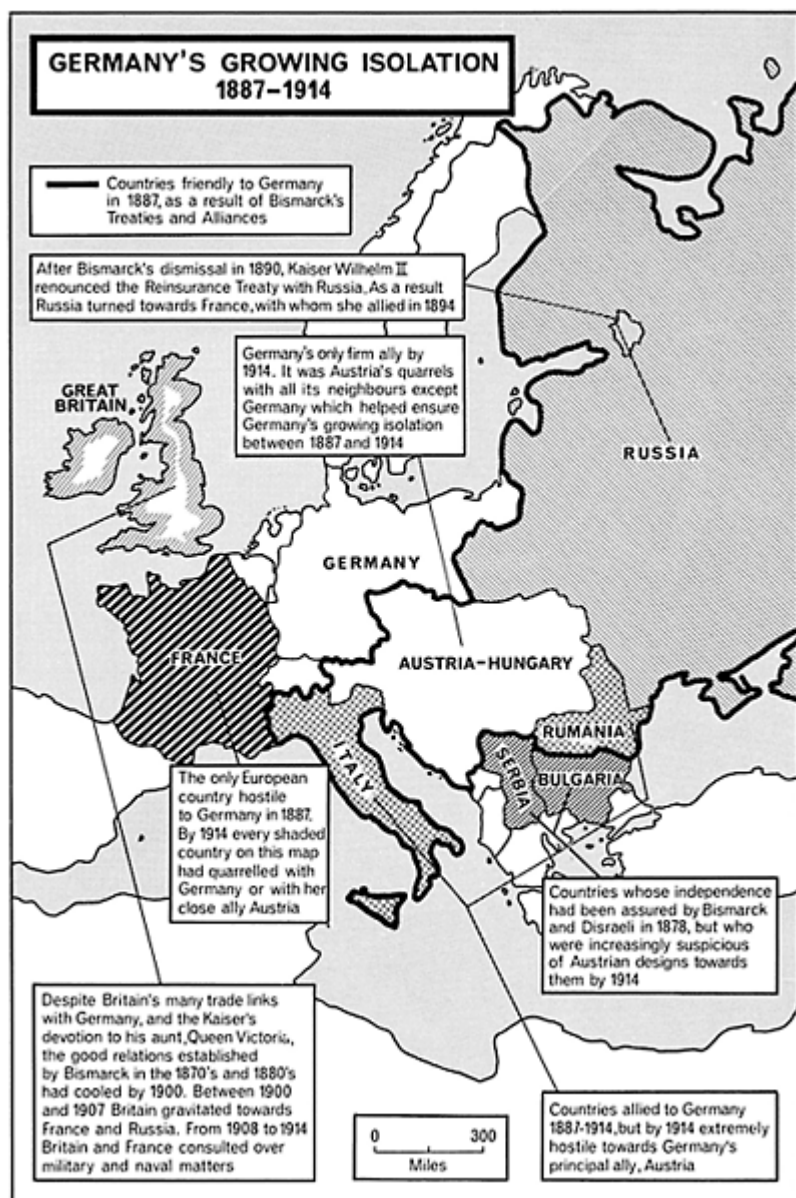 GERMANY'S GROWING ISOLATION
1887–1914
Countries friendly to Germany
in 1887, as a result of Bismarck's
Treaties and Alliances
After Bismarck's dismissal in 1890, Kaiser Wilhelm II
renounced the Reinsurance Treaty with Russia. As a result
Russia turned towards France, with whom she allied in 1894
Germany's only firm ally by
1914. It was Austria's quarrels
with all its neighbours except
Germany which helped ensure
Germany's growing isolation
between 1887 and 1914
GREAT
BRITAIN
RUSSIA
GERMANY
FRANCE
AUSTRIA-HUNGARY
RUMANIA
ITALY
SERBIA
BULGARIA
The only European
country hostile
to Germany in 1887.
By 1914 every shaded
country on this map
had quarrelled with
Germany or with her
close ally Austria
Countries whose independence
had been assured by Bismarck
and Disraeli in 1878, but who
were increasingly suspicious
of Austrian designs towards
them by 1914
Despite Britain's many trade links
with Germany, and the Kaiser's
devotion to his aunt, Queen Victoria,
the good relations established
by Bismarck in the 1870's and 1880's
had cooled by 1900. Between 1900
and 1907 Britain gravitated towards
France and Russia. From 1908 to 1914
Britain and France consulted over
military and naval matters
0 300
Miles
Countries allied to Germany
1887-1914, but by 1914 extremely
hostile towards Germany's
principal ally, Austria